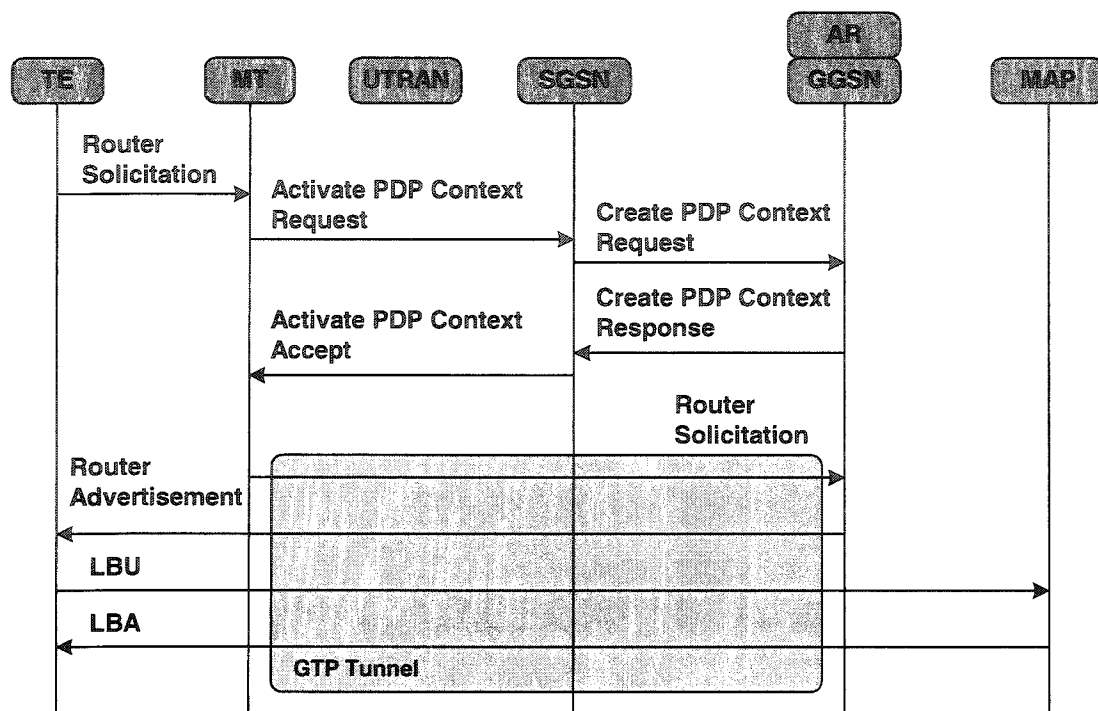 AR
TE
MT
UTRAN
SGSN
GGSN
MAP
Router
Solicitation
Activate PDP Context
Request
Create PDP Context
Request
Create PDP Context
Response
Activate PDP Context
Accept
Router
Solicitation
Router
Advertisement
LBU
LBA
GTP Tunnel